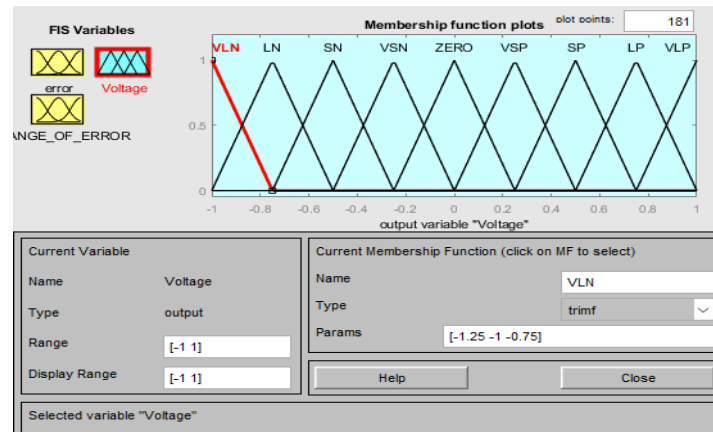 FIS Variables
Membership function plots
plot points:
181
VLN LN SN VSN ZERO VSP SP LP VLP
error
Voltage
NGE_OF_ERROR
1
0.5
0
-1 -0.8 -0.6 -0.4 -0.2 0 0.2 0.4 0.6 0.8 1
output variable "Voltage"
Current Variable
Current Membership Function (click on MF to select)
Name
Voltage
Name
VLN
Type
output
Type
trimf
Params
[-1.25 -1 -0.75]
Range
[-1 1]
Display Range
[-1 1]
Help
Close
Selected variable "Voltage"